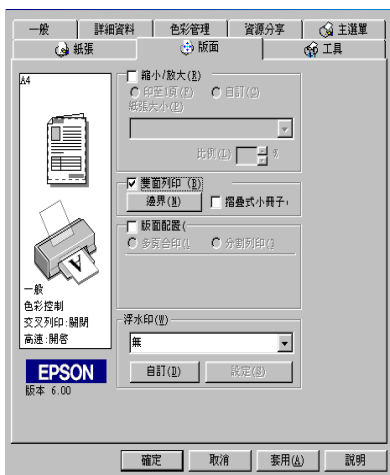 一般 詳細資料 色彩管理 資源分享 主選單
紙張 版面 工具
A4
縮小/放大(R)
印至1頁(F) 自訂(C)
紙張大小(P)
比例(L) %
雙面列印 (B)
邊界(N) 摺疊式小冊子
版面配置(
多頁合印(L 分割列印(I
一般
色彩控制
交叉列印:關閉
高速:開啓
浮水印(W)
無
自訂(D) 設定(S)
EPSON
版本 6.00
確定 取消 套用(A) 說明